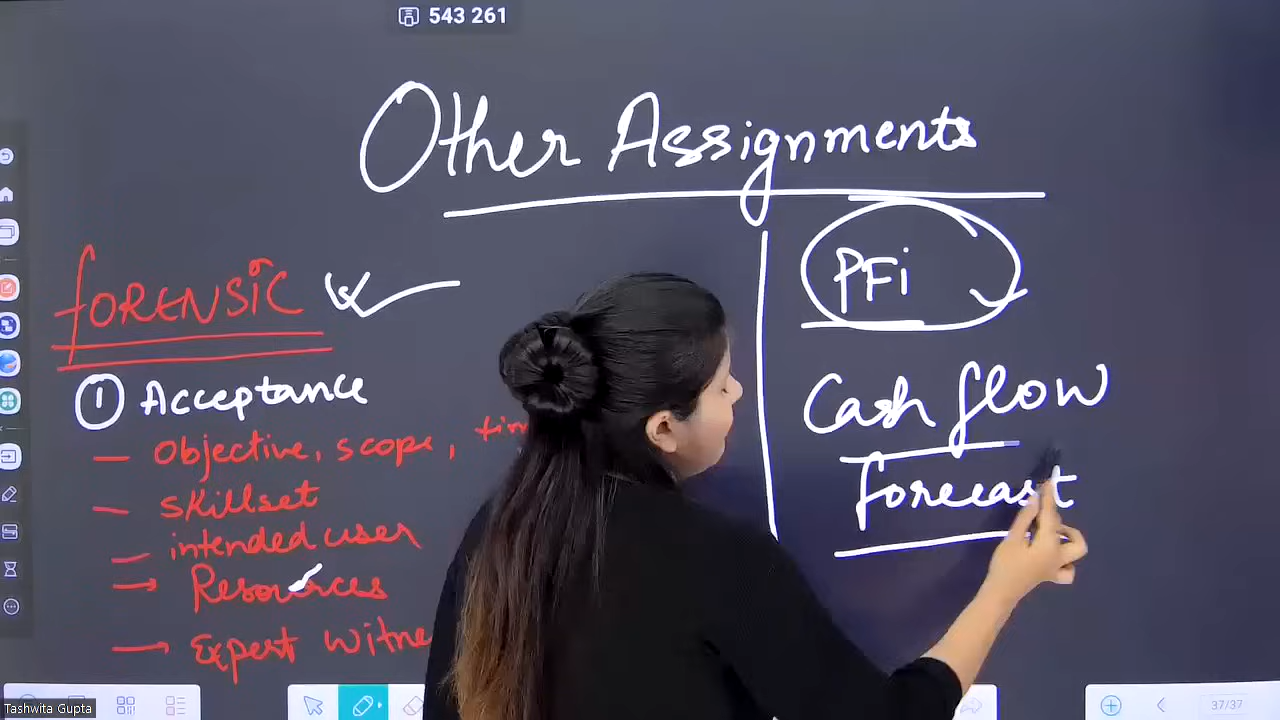 543 261
Other Assignments
FORENSiC
① Acceptance
— Objective, scope,
— skillset
— intended user
→ Resources
→ Expert
PFi
Cash flow
forecast
Tashwita Gupta
37/37